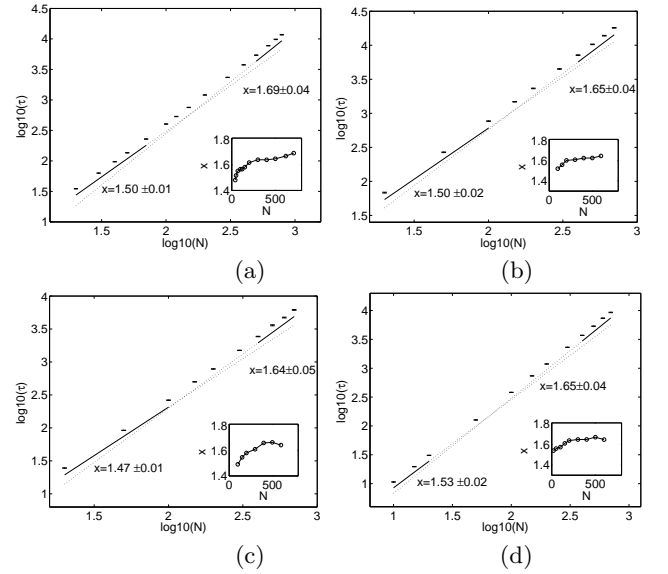 4.5
4
3.5
3
2.5
2
1.5
1
log10(τ)
x=1.69±0.04
x=1.50 ±0.01
1.8
1.6
1.4
x
0 500
N
1.5 2 2.5 3
log10(N)
(a)
4.5
4
3.5
3
2.5
2
1.5
log10(τ)
x=1.65±0.04
x=1.50 ±0.02
1.8
1.6
1.4
x
0 500
N
1.5 2 2.5 3
log10(N)
(b)
4
3.5
3
2.5
2
1.5
1
log10(τ)
x=1.64±0.05
x=1.47 ±0.01
1.8
1.6
1.4
x
0 500
N
1.5 2 2.5 3
log10(N)
(c)
4
3.5
3
2.5
2
1.5
1
log10(τ)
x=1.65±0.04
x=1.53 ±0.02
1.8
1.6
1.4
x
0 500
N
1 1.5 2 2.5 3
log10(N)
(d)